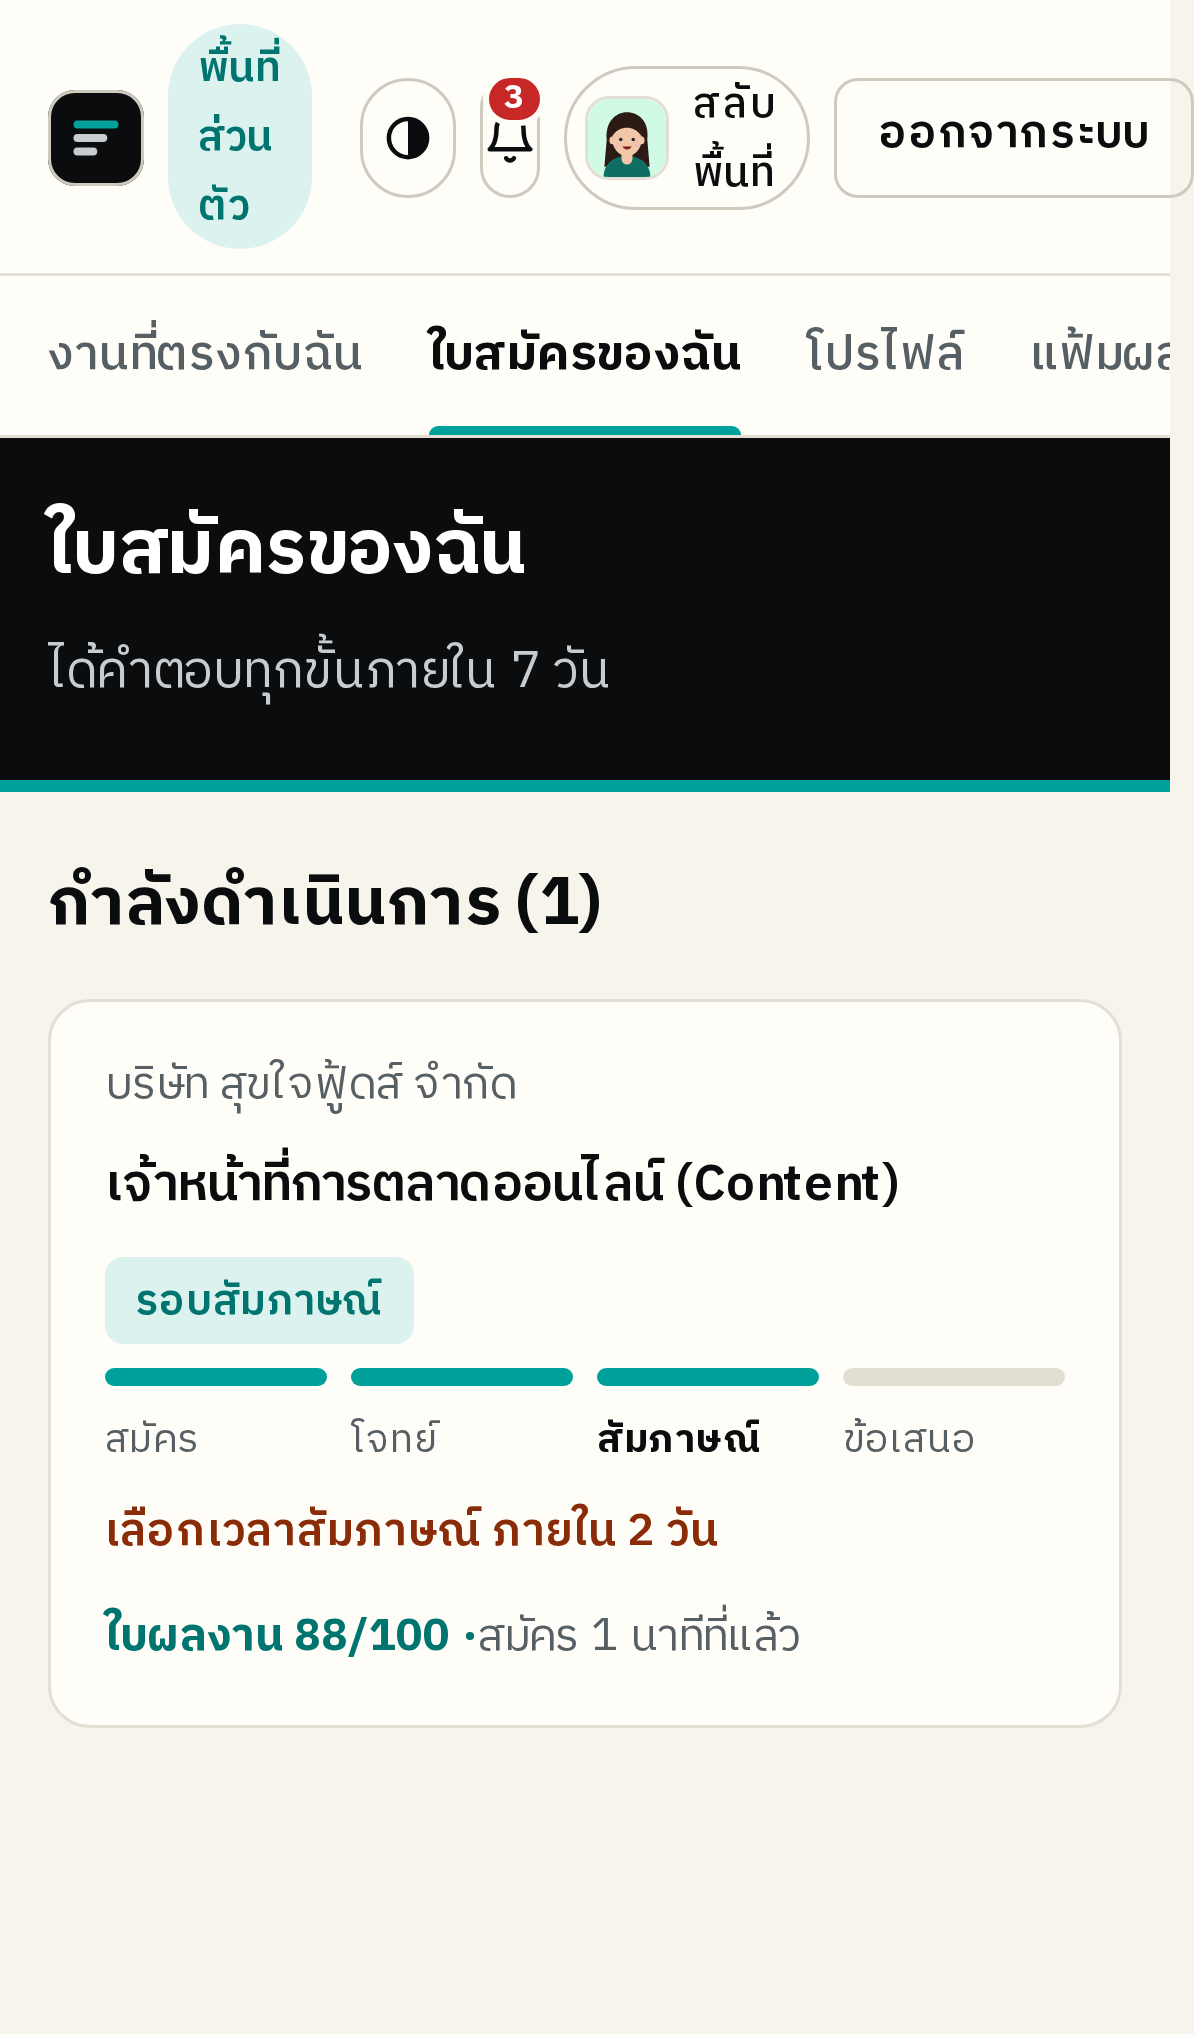 พื้นที่
ส่วน
ตัว
3
สลับ
พื้นที่
ออกจากระบบ
งานที่ตรงกับฉัน
ใบสมัครของฉัน
โปรไฟล์
ใบสมัครของฉัน
ได้คำตอบทุกขั้นภายใน 7 วัน
กำลังดำเนินการ (1)
บริษัท สุขใจฟู้ดส์ จำกัด
เจ้าหน้าที่การตลาดออนไลน์ (Content)
รอบสัมภาษณ์
สมัคร
โจทย์
สัมภาษณ์
ข้อเสนอ
เลือกเวลาสัมภาษณ์ ภายใน 2 วัน
ใบผลงาน 88/100 ·สมัคร 1 นาทีที่แล้ว